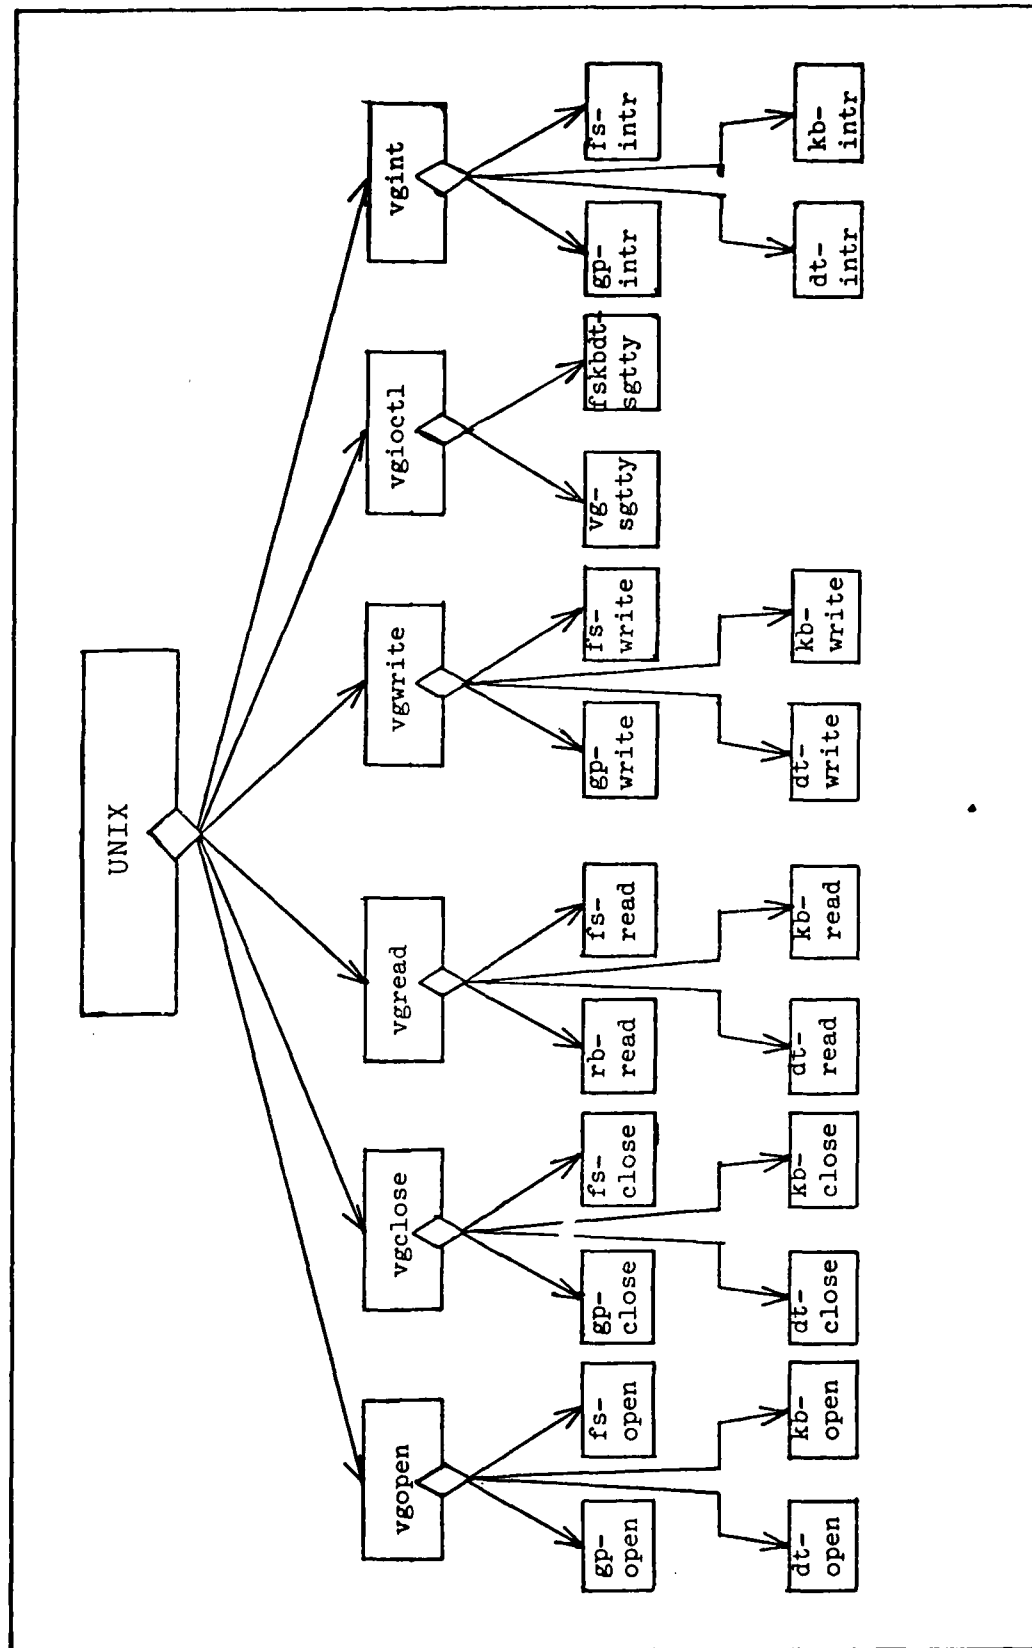 UNIX
vgopen
vgclose
vgread
vgwrite
vgioctl
vgint
gp-
open
fs-
open
gp-
close
fs-
close
rb-
read
fs-
read
gp-
write
fs-
write
vg-
sgtty
fskbdt-
sgtty
gp-
intr
fs-
intr
dt-
open
kb-
open
dt-
close
kb-
close
dt-
read
kb-
read
dt-
write
kb-
write
dt-
intr
kb-
intr